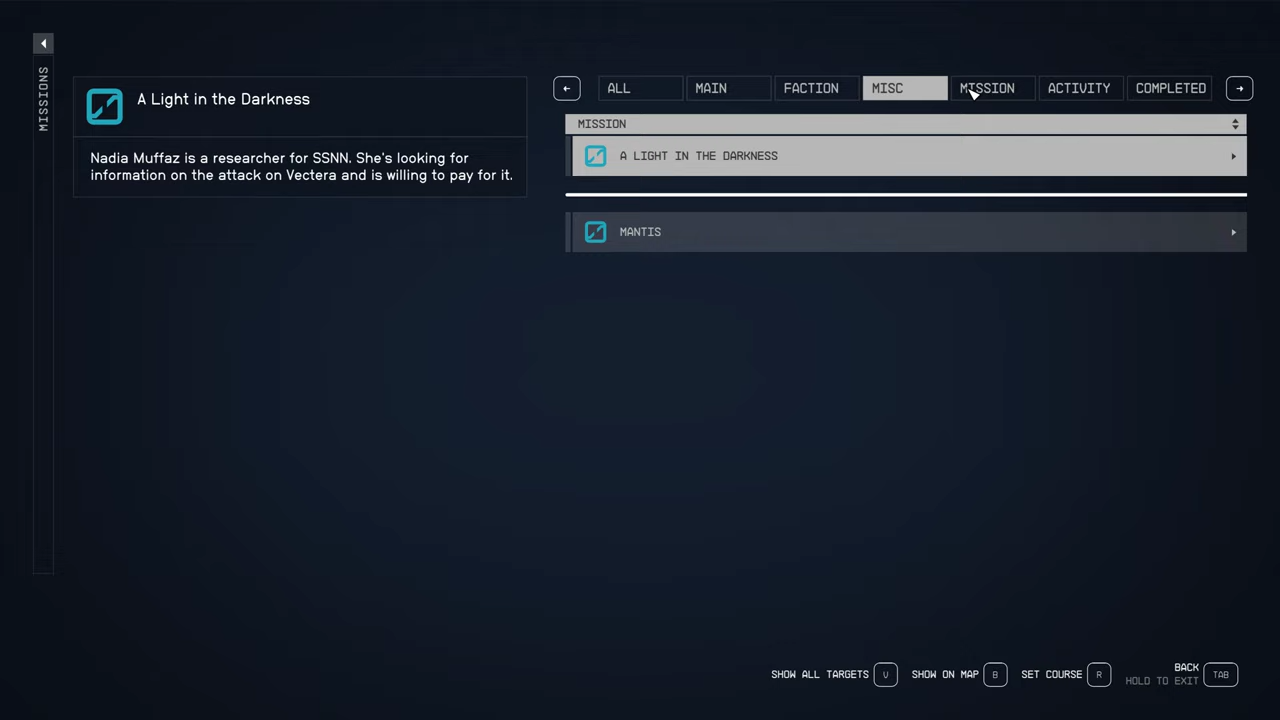 MISSIONS
A Light in the Darkness
Nadia Muffaz is a researcher for SSNN. She's looking for
information on the attack on Vectera and is willing to pay for it.
ALL MAIN FACTION MISC MISSION ACTIVITY COMPLETED
MISSION
A LIGHT IN THE DARKNESS
MANTIS
SHOW ALL TARGETS V SHOW ON MAP B SET COURSE R BACK TAB
HOLD TO EXIT